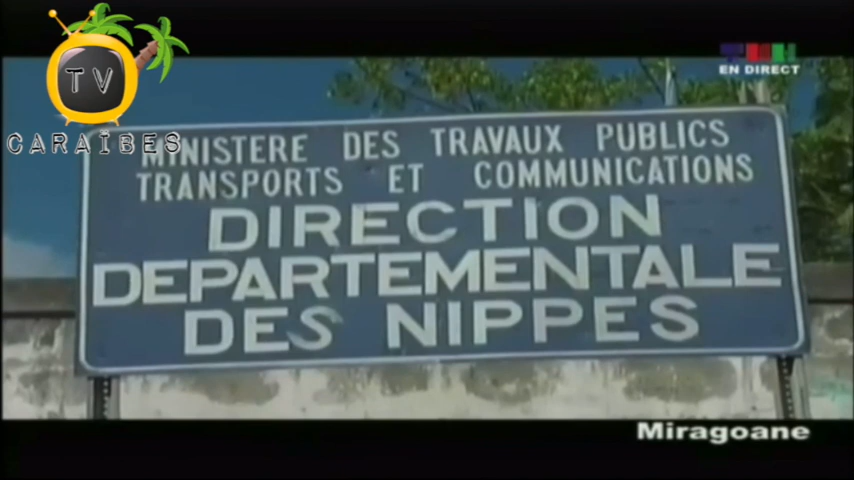 TV
CARAÏBES
EN DIRECT
MINISTERE DES TRAVAUX PUBLICS
TRANSPORTS ET COMMUNICATIONS
DIRECTION
DEPARTEMENTALE
DES NIPPES
Miragoane